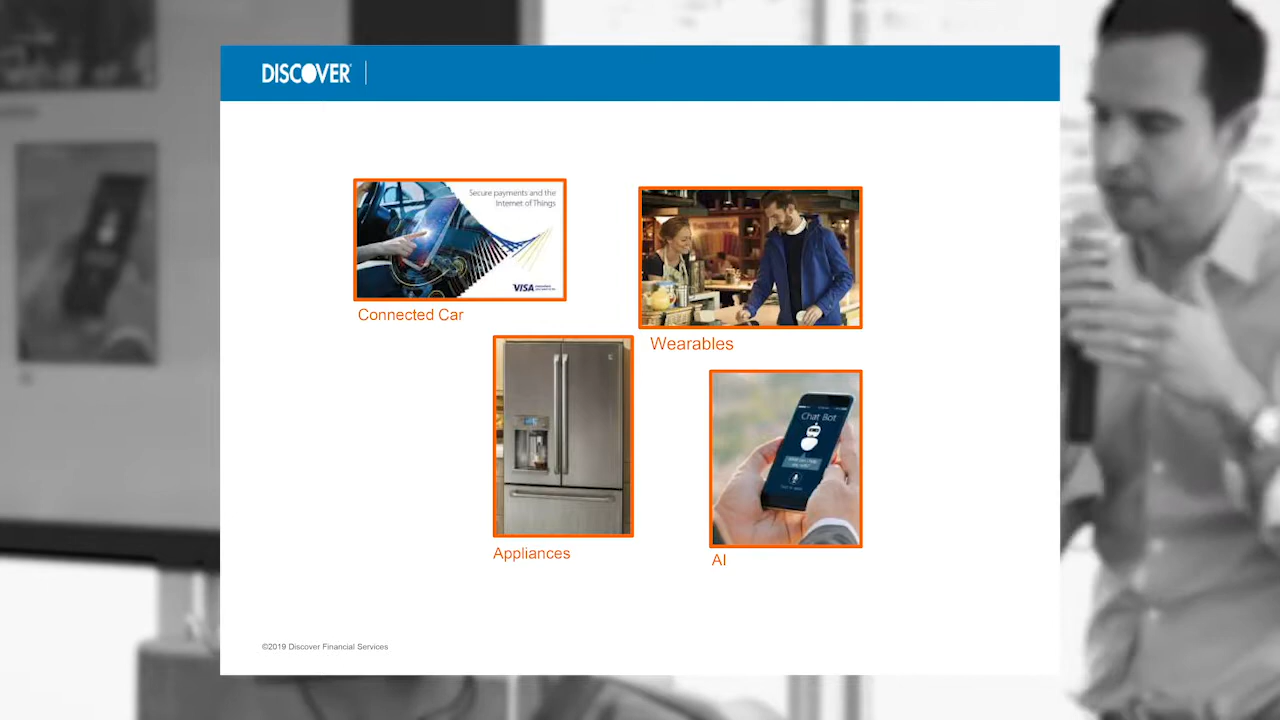 DISCOVER
Secure payments and the
Internet of Things
VISA
Connected Car
Wearables
Chat Bot
Appliances
AI
©2019 Discover Financial Services